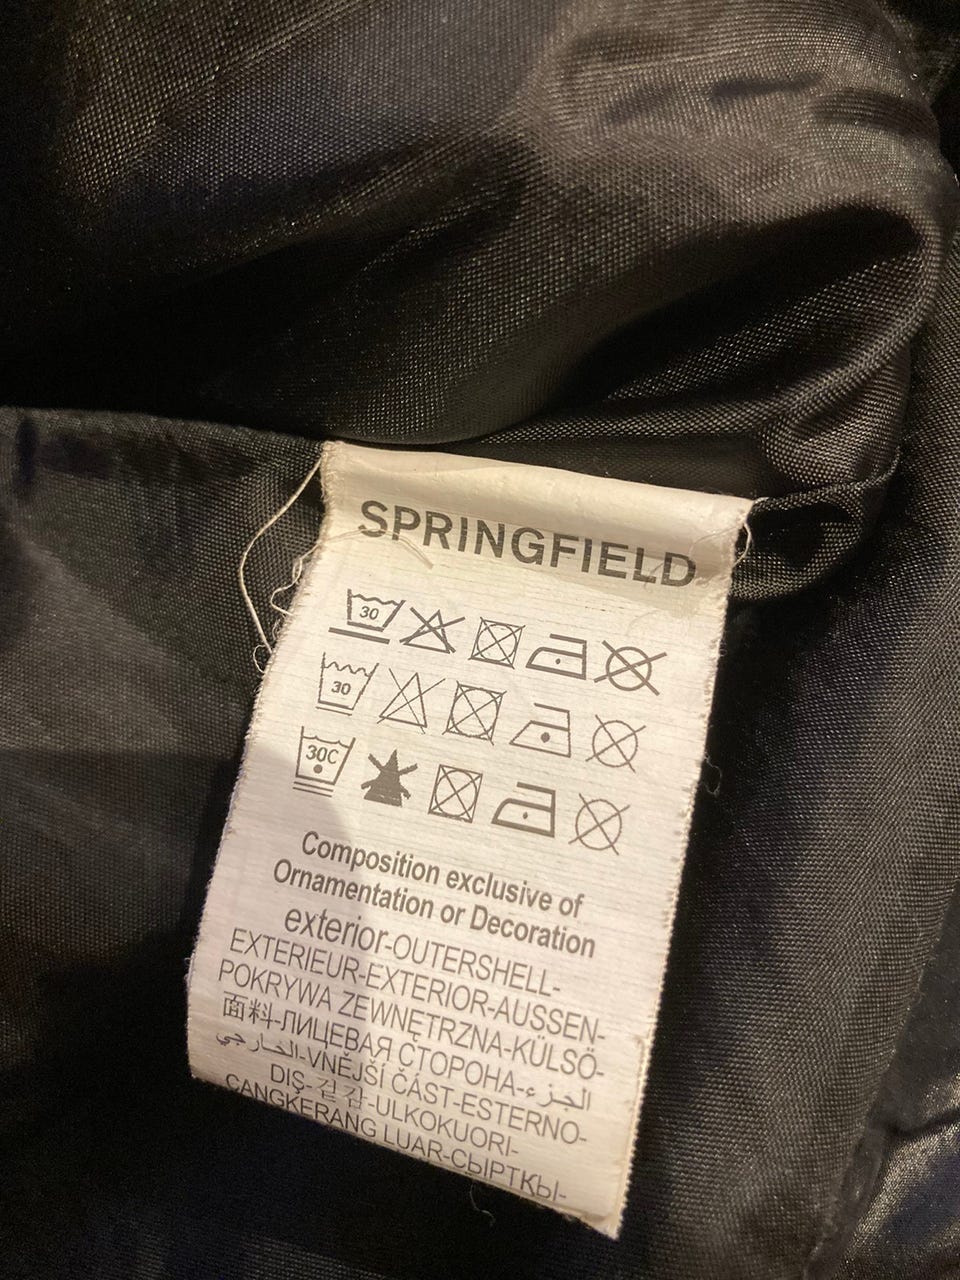 SPRINGFIELD
30
30
30C
Composition exclusive of
Ornamentation or Decoration
exterior-OUTERSHELL-
EXTERIEUR-EXTERIOR-AUSSEN-
POKRYWA ZEWNĘTRZNA-KÜLSÖ-
面料-ЛИЦЕВАЯ СТОРОНА-الجزء
الخارجي-VNĚJŠÍ ČÁST-ESTERNO-
DIŞ-겉감-ULKOKUORI-
CANGKERANG LUAR-СЫРТҚЫ-